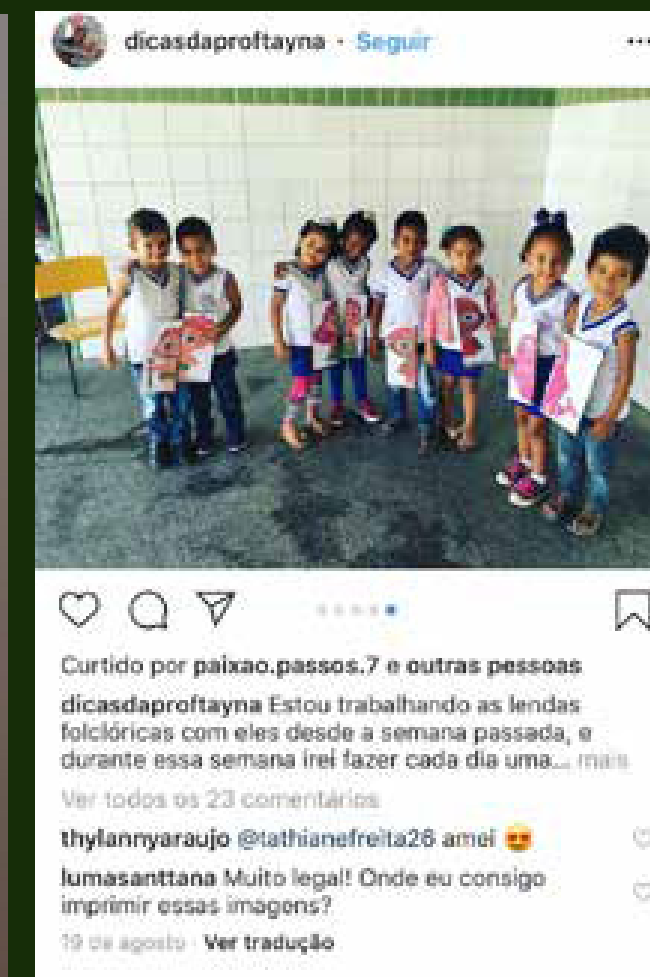 dicasdaproftayna · Seguir
Curtido por paixao.passos.7 e outras pessoas
dicasdaproftayna Estou trabalhando as lendas
folclóricas com eles desde a semana passada, e
durante essa semana irei fazer cada dia uma... mais
Ver todos os 23 comentários
thylannyaraujo @tathianefreita26 amei 😍
lumasanttana Muito legal! Onde eu consigo
imprimir essas imagens?
19 de agosto · Ver tradução